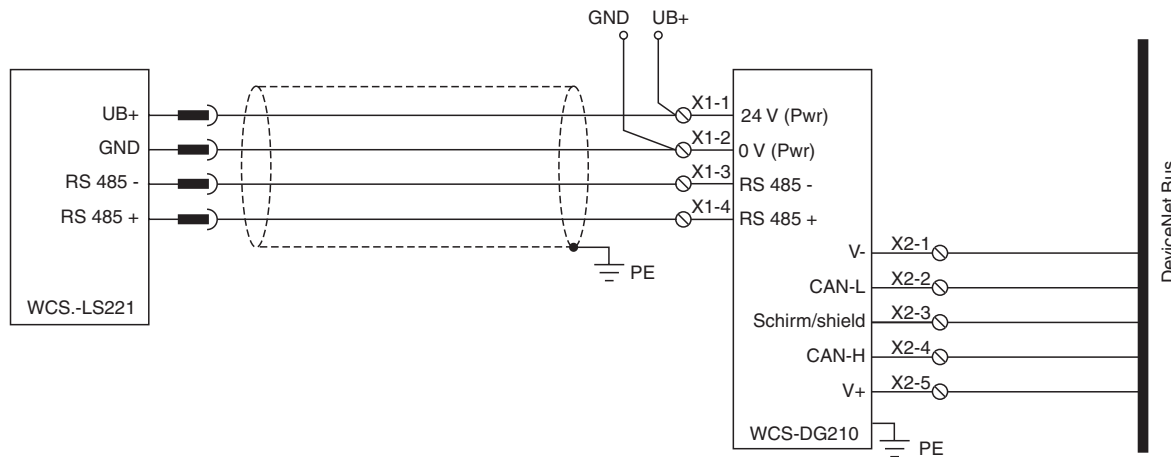 GND UB+
UB+
GND
RS 485 -
RS 485 +
WCS.-LS221
PE
X1-1
X1-2
X1-3
X1-4
24 V (Pwr)
0 V (Pwr)
RS 485 -
RS 485 +
V-
CAN-L
Schirm/shield
CAN-H
V+
WCS-DG210
X2-1
X2-2
X2-3
X2-4
X2-5
PE
DeviceNet Bus